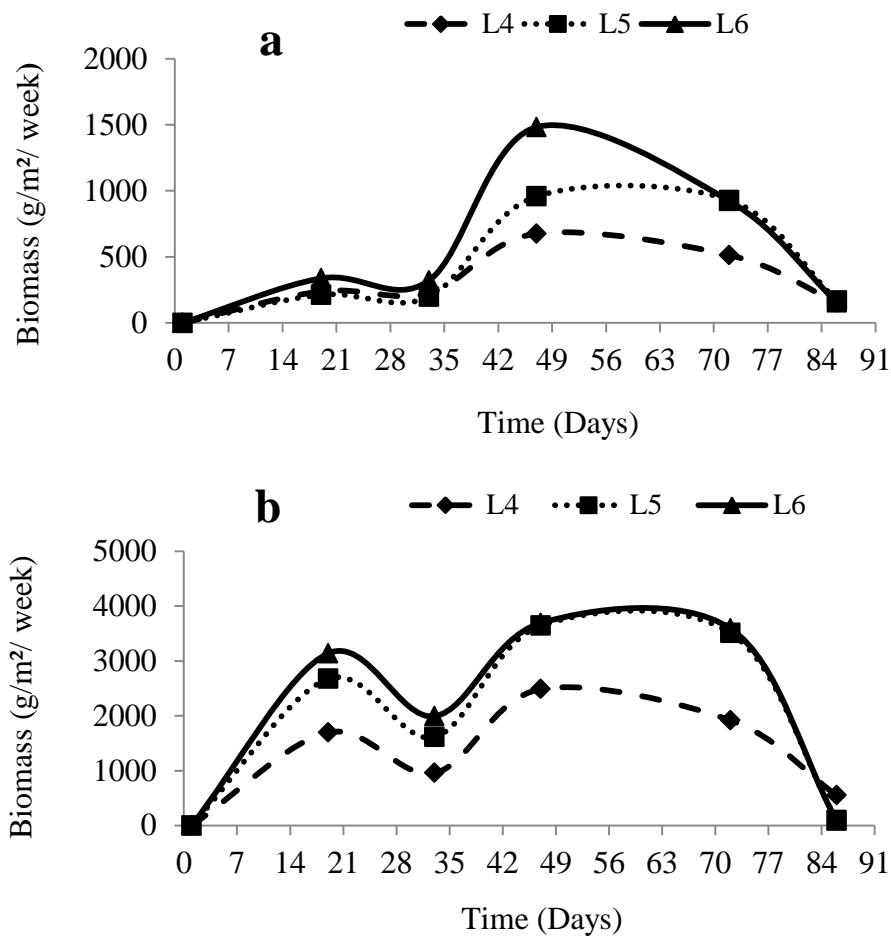 a
L4 L5 L6
2000
1500
1000
500
0
Biomass (g/m²/ week)
0 7 14 21 28 35 42 49 56 63 70 77 84 91
Time (Days)
b
L4 L5 L6
5000
4000
3000
2000
1000
0
Biomass (g/m²/ week)
0 7 14 21 28 35 42 49 56 63 70 77 84 91
Time (Days)